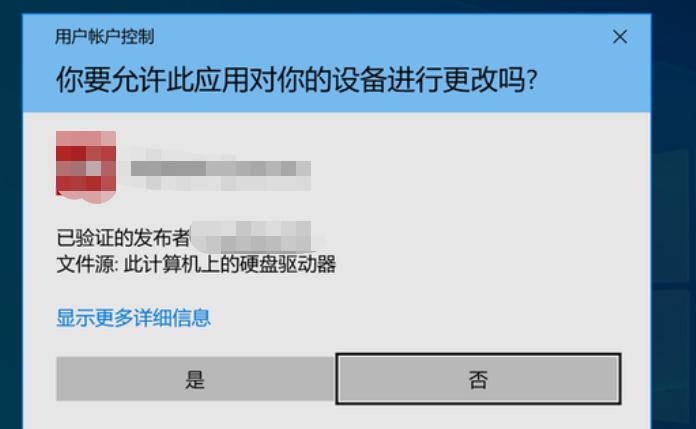 用户帐户控制
你要允许此应用对你的设备进行更改吗?
已验证的发布者
文件源: 此计算机上的硬盘驱动器
显示更多详细信息
是
否